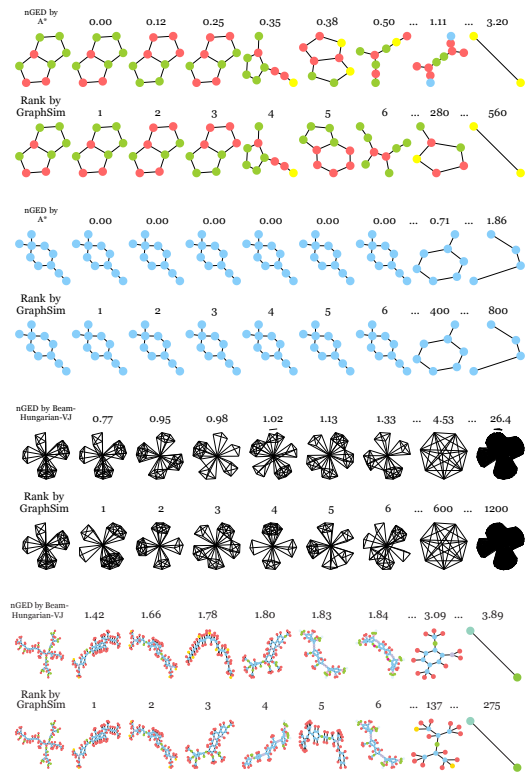 nGED by
A* 0.00 0.12 0.25 0.35 0.38 0.50 ... 1.11 ... 3.20
Rank by
GraphSim 1 2 3 4 5 6 ... 280 ... 560
nGED by
A* 0.00 0.00 0.00 0.00 0.00 0.00 ... 0.71 ... 1.86
Rank by
GraphSim 1 2 3 4 5 6 ... 400 ... 800
nGED by Beam-
Hungarian-VJ 0.77 0.95 0.98 1.02 1.13 1.33 ... 4.53 ... 26.4
Rank by
GraphSim 1 2 3 4 5 6 ... 600 ... 1200
nGED by Beam-
Hungarian-VJ 1.42 1.66 1.78 1.80 1.83 1.84 ... 3.09 ... 3.89
Rank by
GraphSim 1 2 3 4 5 6 ... 137 ... 275